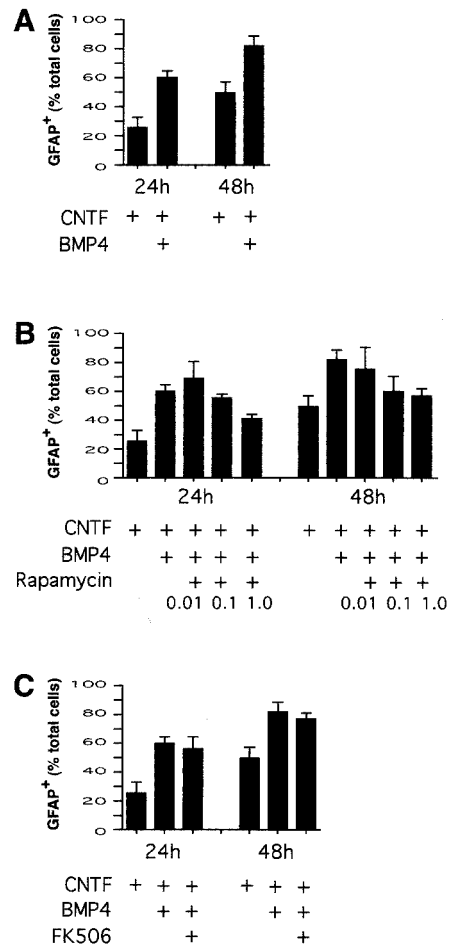 A
GFAP+ (% total cells)
100
80
60
40
20
0
24h 48h
CNTF + + + +
BMP4 + +
B
GFAP+ (% total cells)
100
80
60
40
20
0
24h 48h
CNTF + + + + + + + + + +
BMP4 + + + + + + + +
Rapamycin + + + + + +
0.01 0.1 1.0 0.01 0.1 1.0
C
GFAP+ (% total cells)
100
80
60
40
20
0
24h 48h
CNTF + + + + + +
BMP4 + + + +
FK506 + +